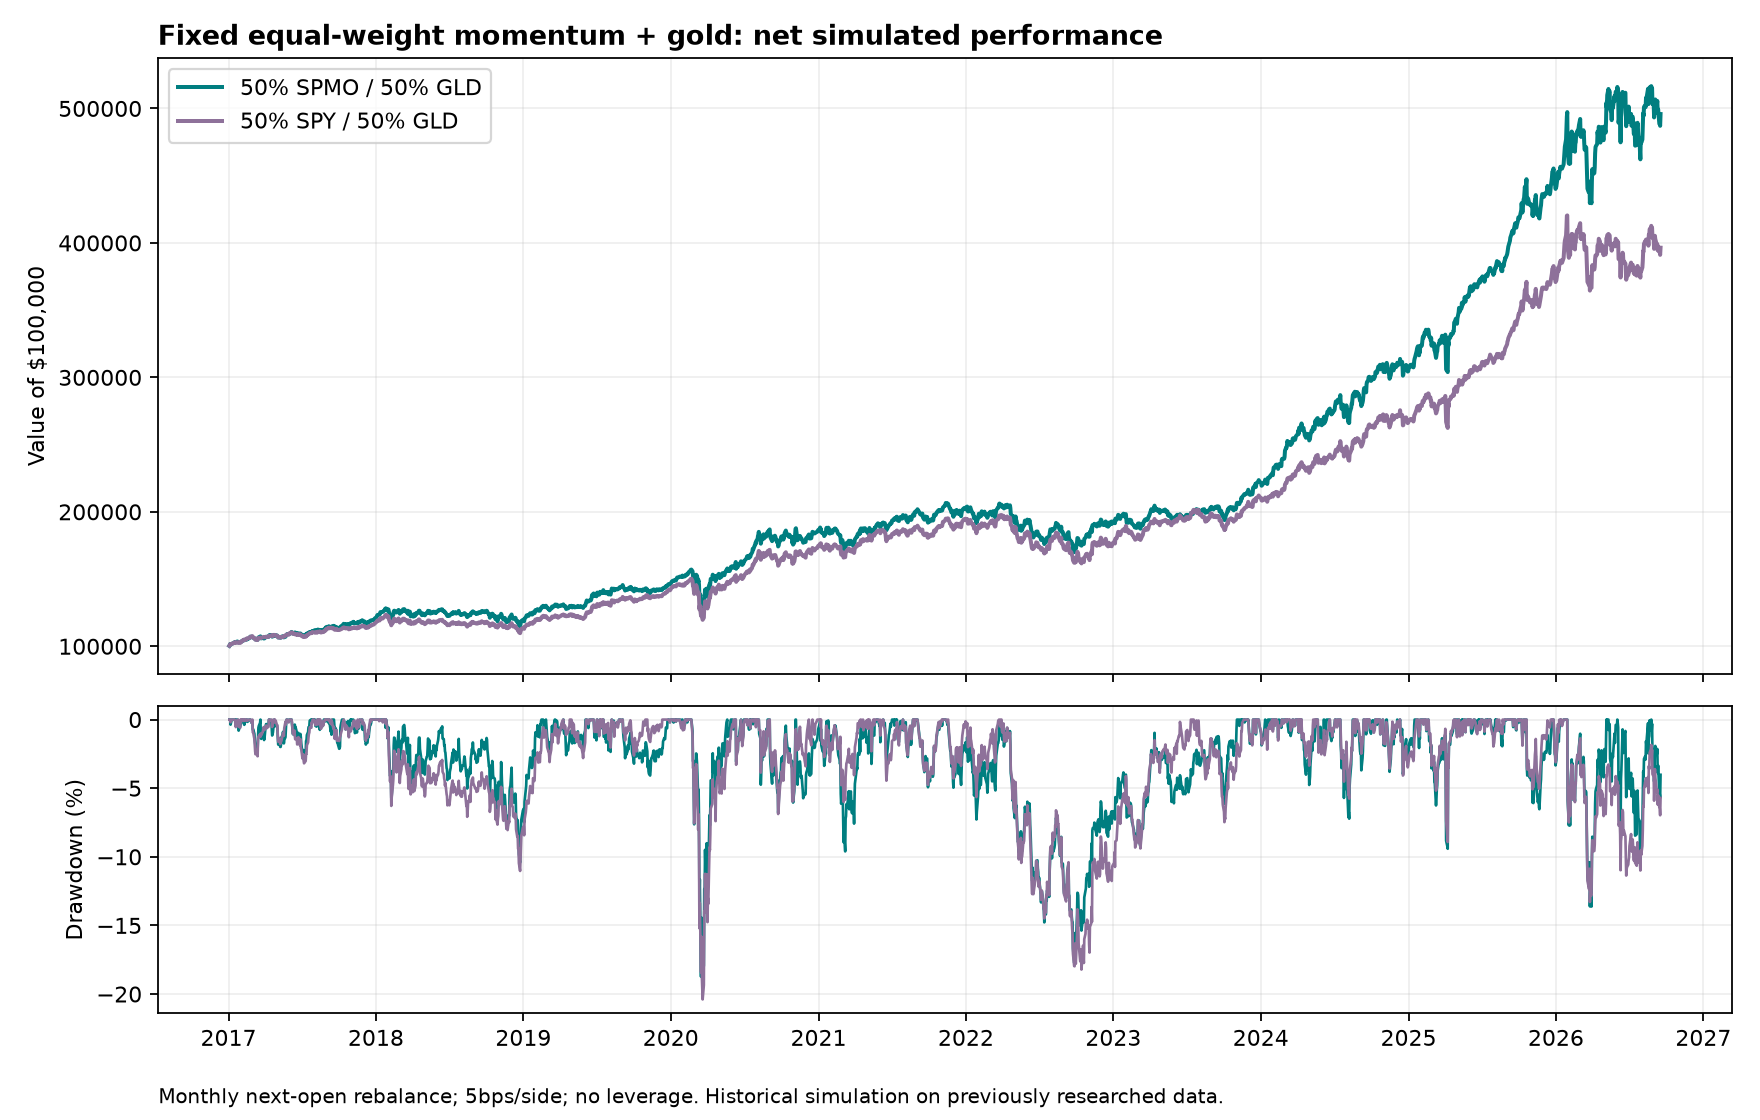 Fixed equal-weight momentum + gold: net simulated performance
50% SPMO / 50% GLD
50% SPY / 50% GLD
500000
400000
300000
200000
100000
Value of $100,000
0
−5
−10
−15
−20
Drawdown (%)
2017 2018 2019 2020 2021 2022 2023 2024 2025 2026 2027
Monthly next-open rebalance; 5bps/side; no leverage. Historical simulation on previously researched data.